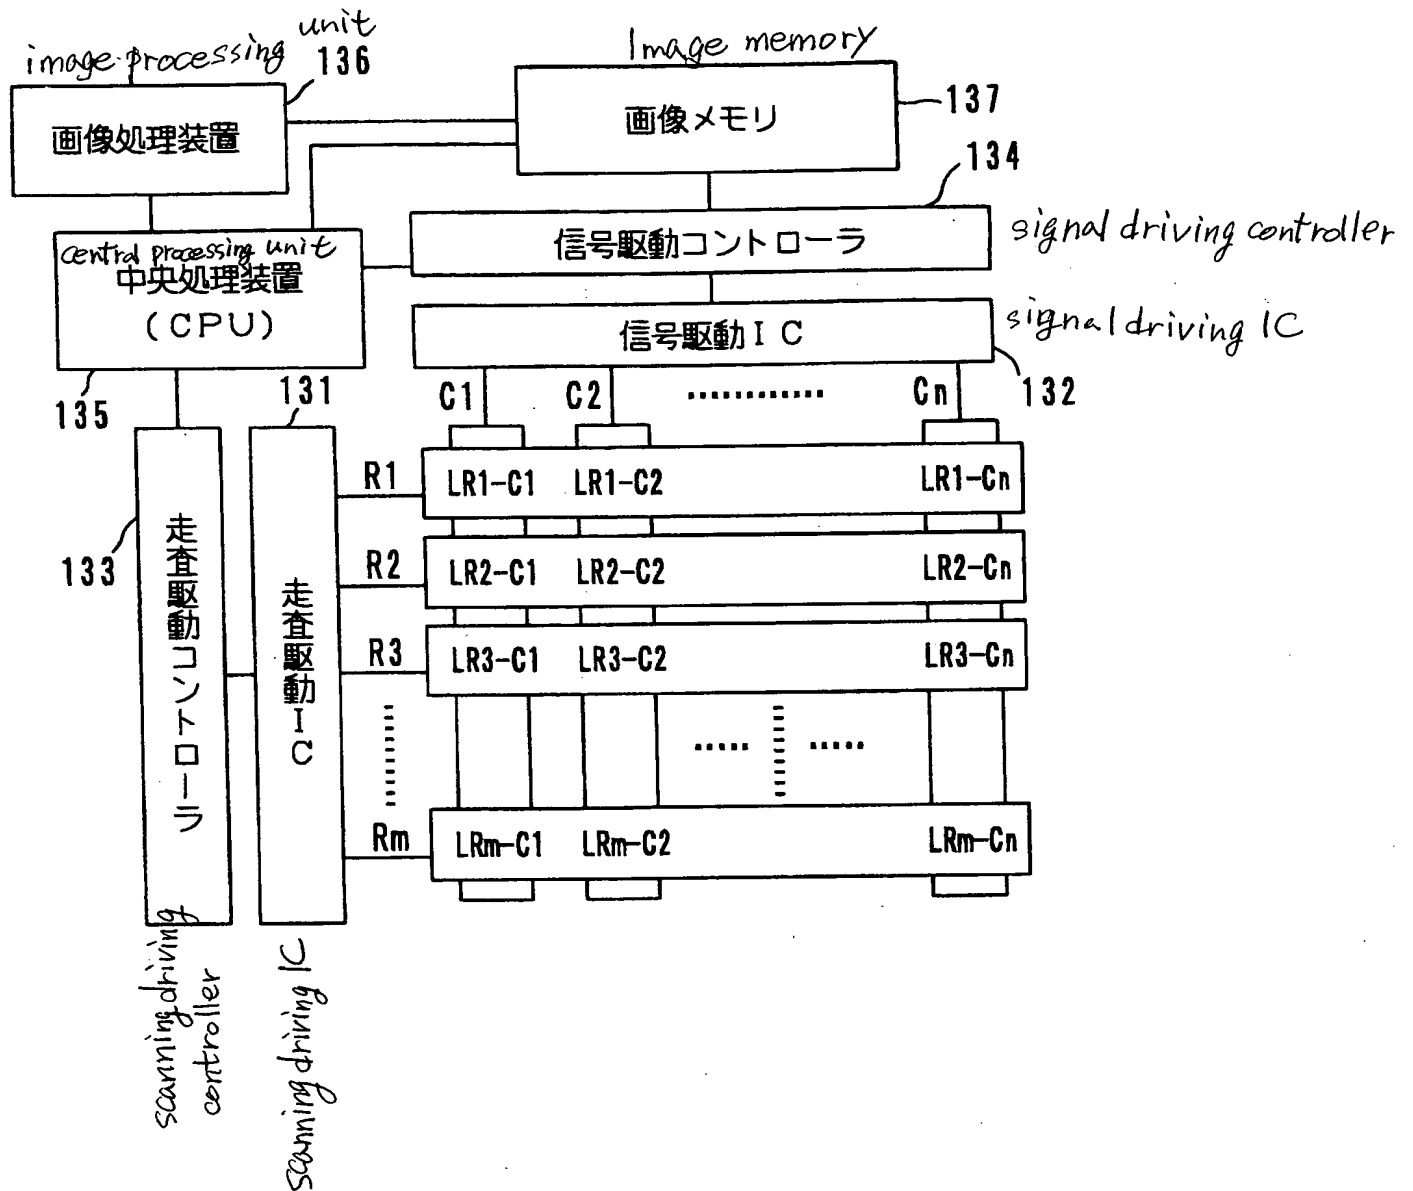 image processing unit
136
画像処理装置
Image memory
137
画像メモリ
134
信号駆動コントローラ
signal driving controller
central processing unit
中央処理装置
(CPU)
135
信号駆動IC
signal driving IC
132
131
C1 C2 ············ Cn
133
走査駆動コントローラ
scanning driving
controller
走査駆動IC
scanning driving IC
R1 LR1-C1 LR1-C2 LR1-Cn
R2 LR2-C1 LR2-C2 LR2-Cn
R3 LR3-C1 LR3-C2 LR3-Cn
Rm LRm-C1 LRm-C2 LRm-Cn